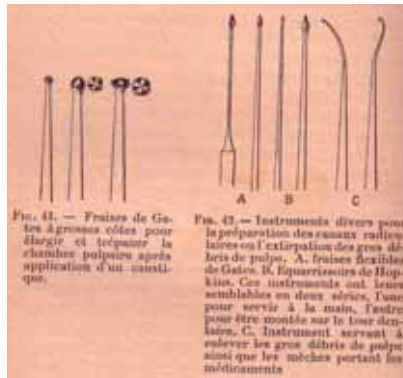 A B C
Fig. 41. — Fraises de Ga-
tes à grosses côtes pour
élargir et trépaner la
chambre pulpaire après
application d'un causti-
que.
Fig. 42. — Instruments divers pour
la préparation des canaux radicu-
laires ou l'extirpation des gros dé-
bris de pulpe. A. fraises flexibles
de Gates. B. Equarrissoirs de Hop-
kins. Ces instruments ont leurs
semblables en deux séries, l'une
pour servir à la main, l'autre
pour être montée sur le tour den-
taire. C. Instrument servant à
enlever les gros débris de pulpe
ainsi que les mèches portant les
médicaments